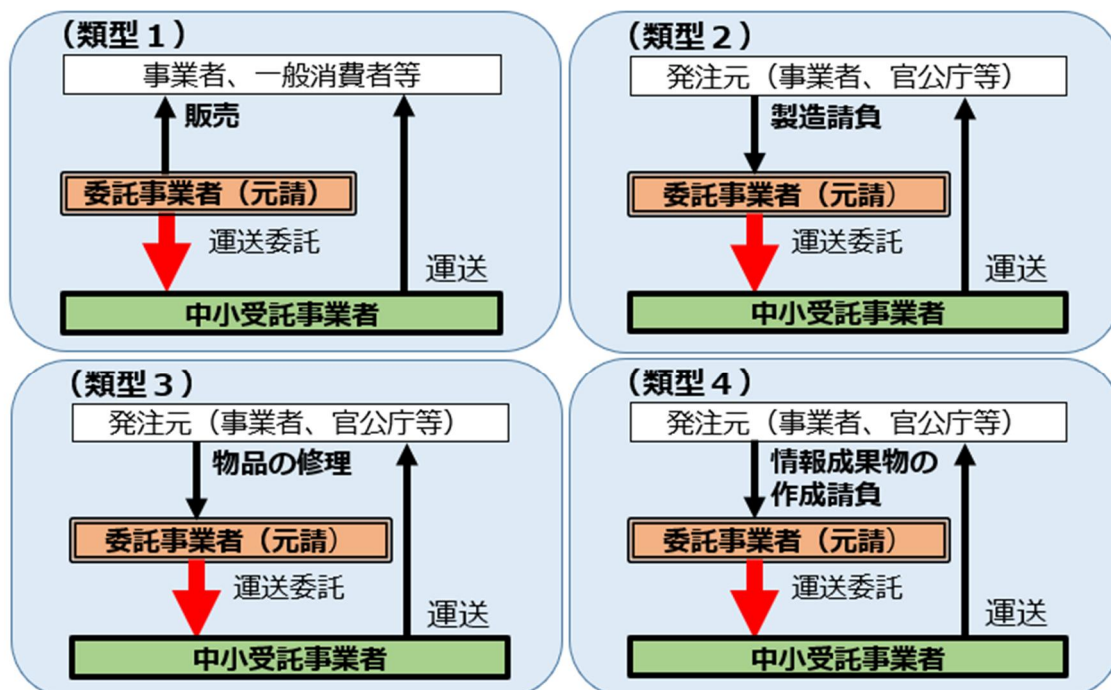 （類型１）
事業者、一般消費者等
販売
委託事業者（元請）
運送委託
運送
中小受託事業者
（類型２）
発注元（事業者、官公庁等）
製造請負
委託事業者（元請）
運送委託
運送
中小受託事業者
（類型３）
発注元（事業者、官公庁等）
物品の修理
委託事業者（元請）
運送委託
運送
中小受託事業者
（類型４）
発注元（事業者、官公庁等）
情報成果物の
作成請負
委託事業者（元請）
運送委託
運送
中小受託事業者